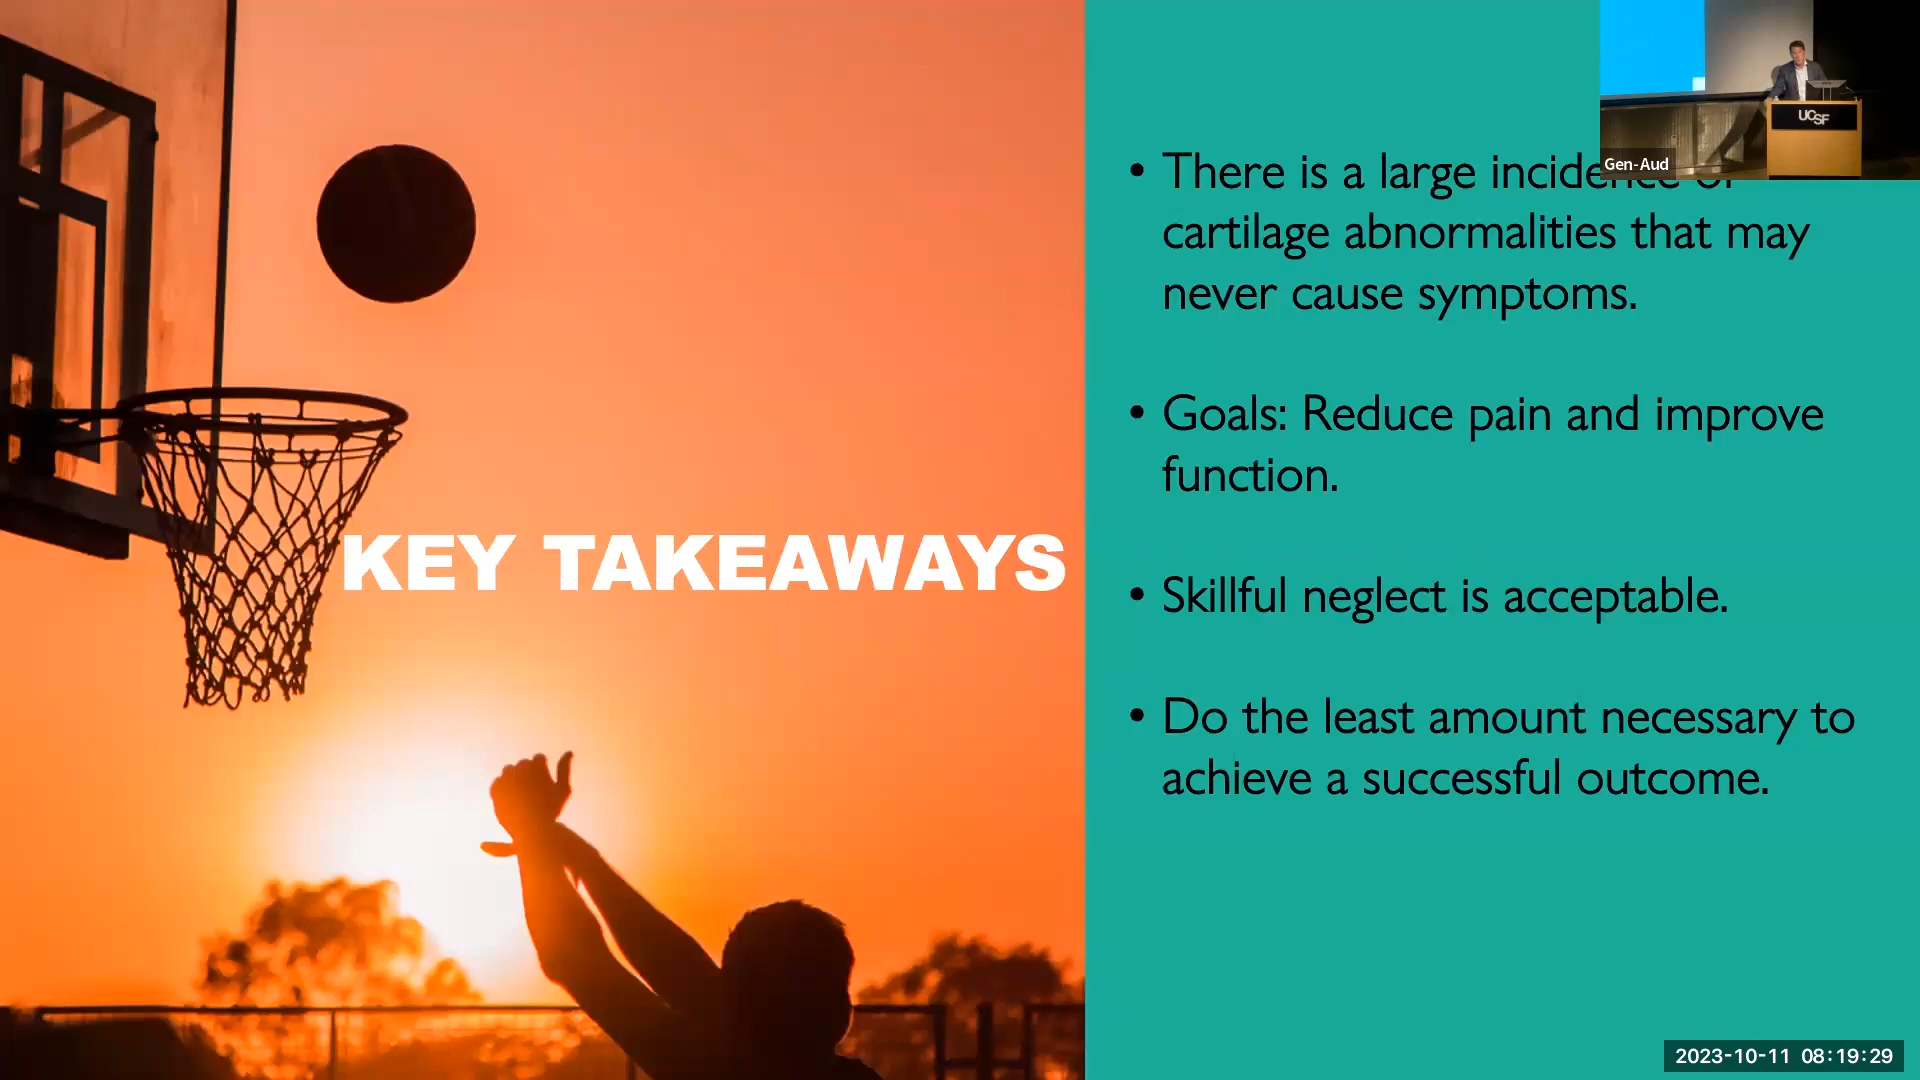 UCSF
Gen-Aud
• There is a large incidence of
cartilage abnormalities that may
never cause symptoms.
• Goals: Reduce pain and improve
function.
KEY TAKEAWAYS
• Skillful neglect is acceptable.
• Do the least amount necessary to
achieve a successful outcome.
2023-10-11 08:19:29